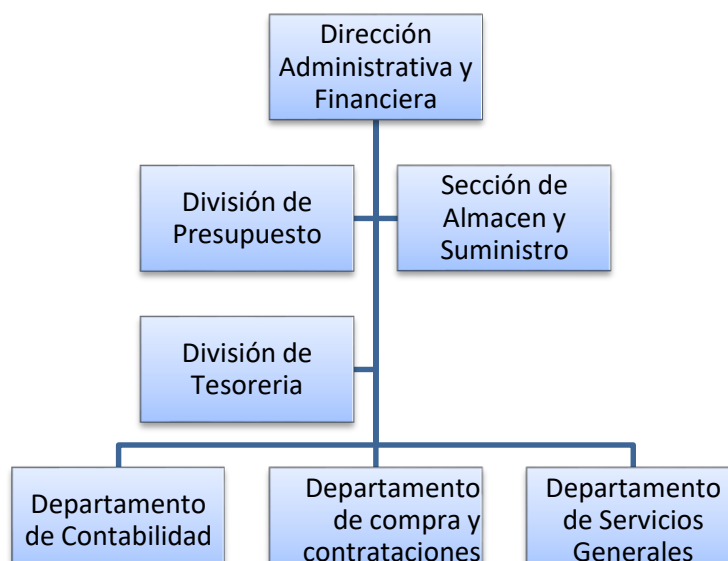 Dirección
Administrativa y
Financiera
División de
Presupuesto
Sección de
Almacen y
Suministro
División de
Tesoreria
Departamento
de Contabilidad
Departamento
de compra y
contrataciones
Departamento
de Servicios
Generales